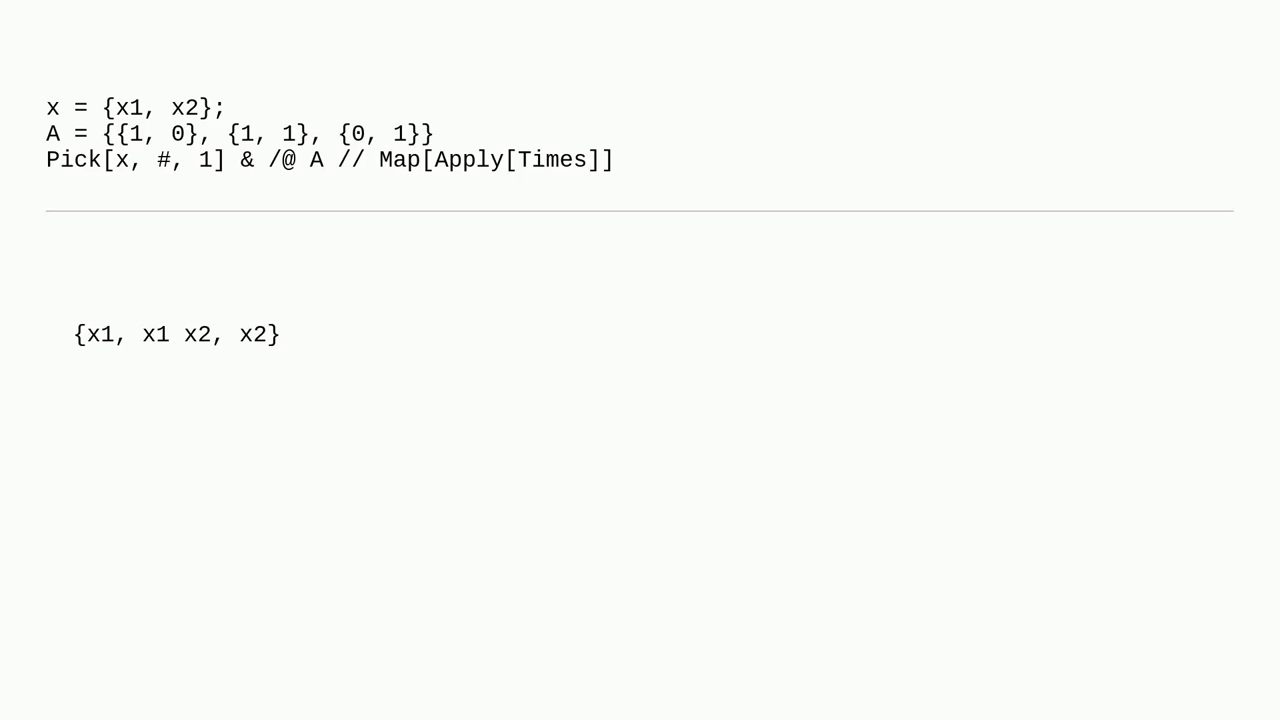 x = {x1, x2};
A = {{1, 0}, {1, 1}, {0, 1}}
Pick[x, #, 1] & /@ A // Map[Apply[Times]]
{x1, x1 x2, x2}